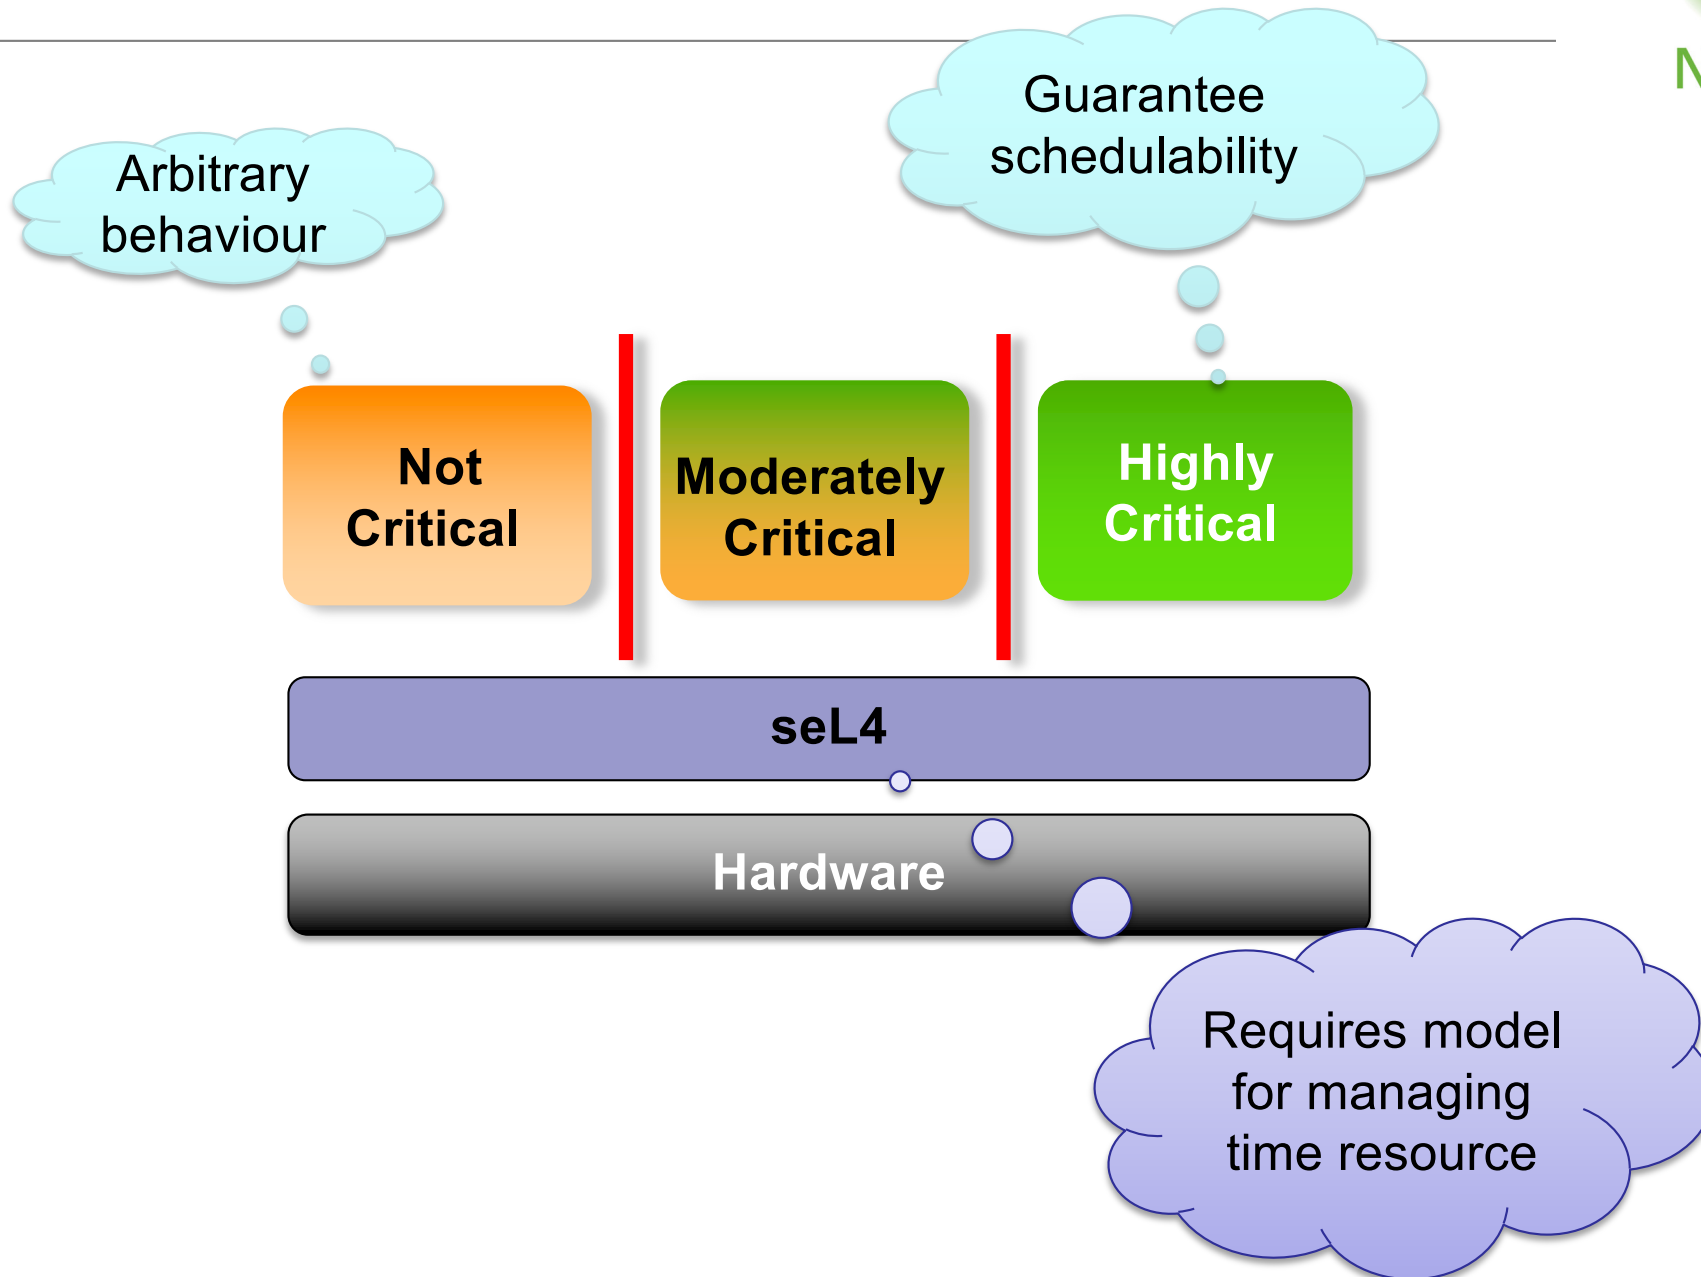 Guarantee
schedulability
N
Arbitrary
behaviour
Not
Critical
Moderately
Critical
Highly
Critical
seL4
Hardware
Requires model
for managing
time resource